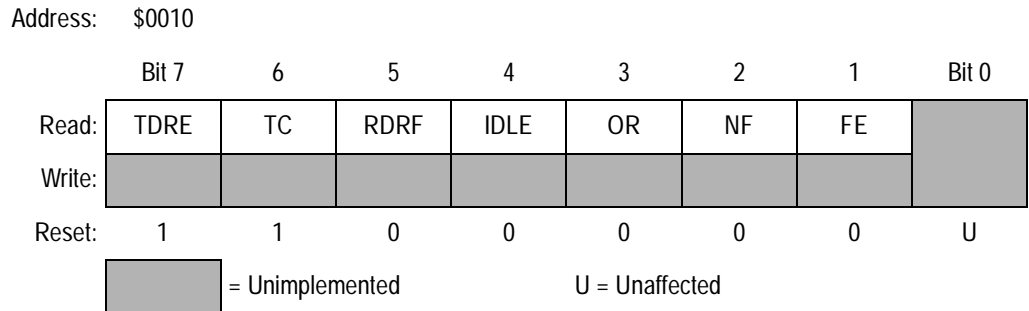 Address: $0010
Bit 7 6 5 4 3 2 1 Bit 0
Read: TDRE TC RDRF IDLE OR NF FE
Write:
Reset: 1 1 0 0 0 0 0 U
= Unimplemented U = Unaffected